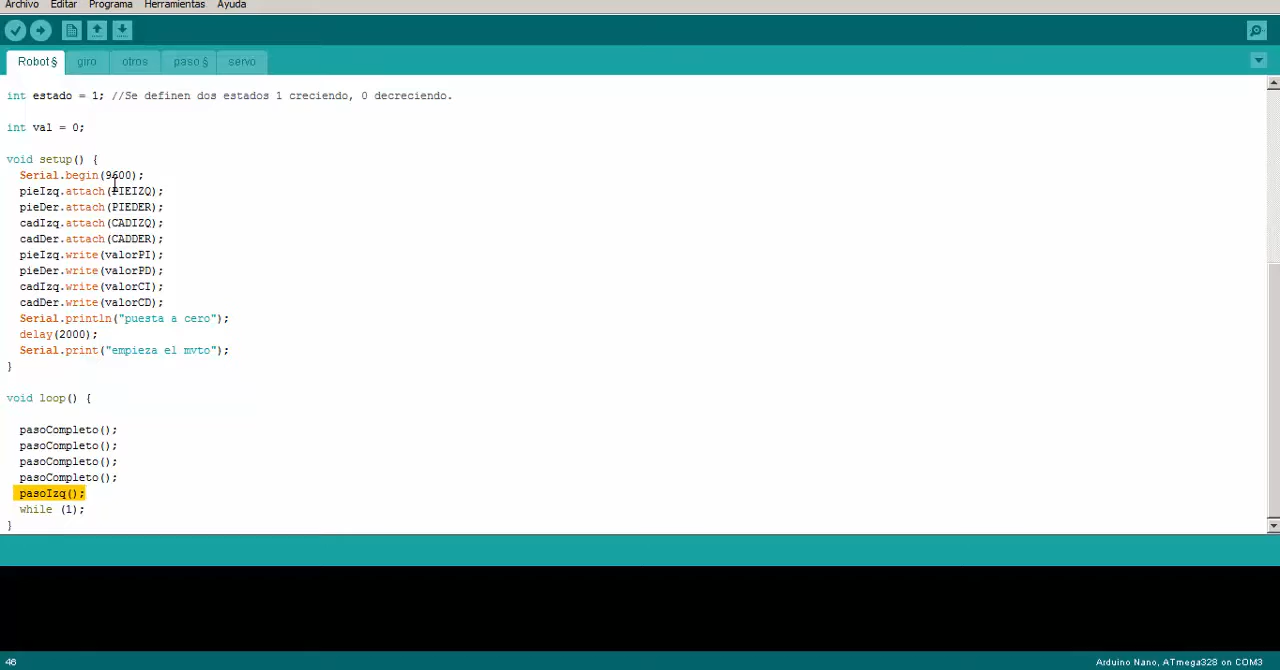 Archivo Editar Programa Herramientas Ayuda
Robot § giro otros paso § servo
int estado = 1; //Se definen dos estados 1 creciendo, 0 decreciendo.
int val = 0;
void setup() {
Serial.begin(9600);
pieIzq.attach(PIEIZQ);
pieDer.attach(PIEDER);
cadIzq.attach(CADIZQ);
cadDer.attach(CADDER);
pieIzq.write(valorPI);
pieDer.write(valorPD);
cadIzq.write(valorCI);
cadDer.write(valorCD);
Serial.println("puesta a cero");
delay(2000);
Serial.print("empieza el mvto");
}
void loop() {
pasoCompleto();
pasoCompleto();
pasoCompleto();
pasoCompleto();
pasoIzq();
while (1);
}
46 Arduino Nano, ATmega328 on COM3